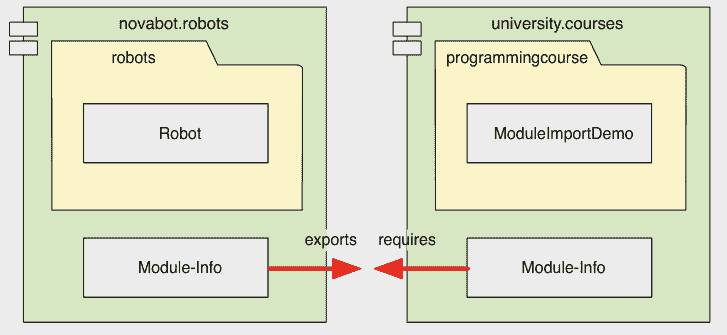 novabot.robots
robots
Robot
Module-Info
exports
university.courses
programmingcourse
ModuleImportDemo
requires
Module-Info